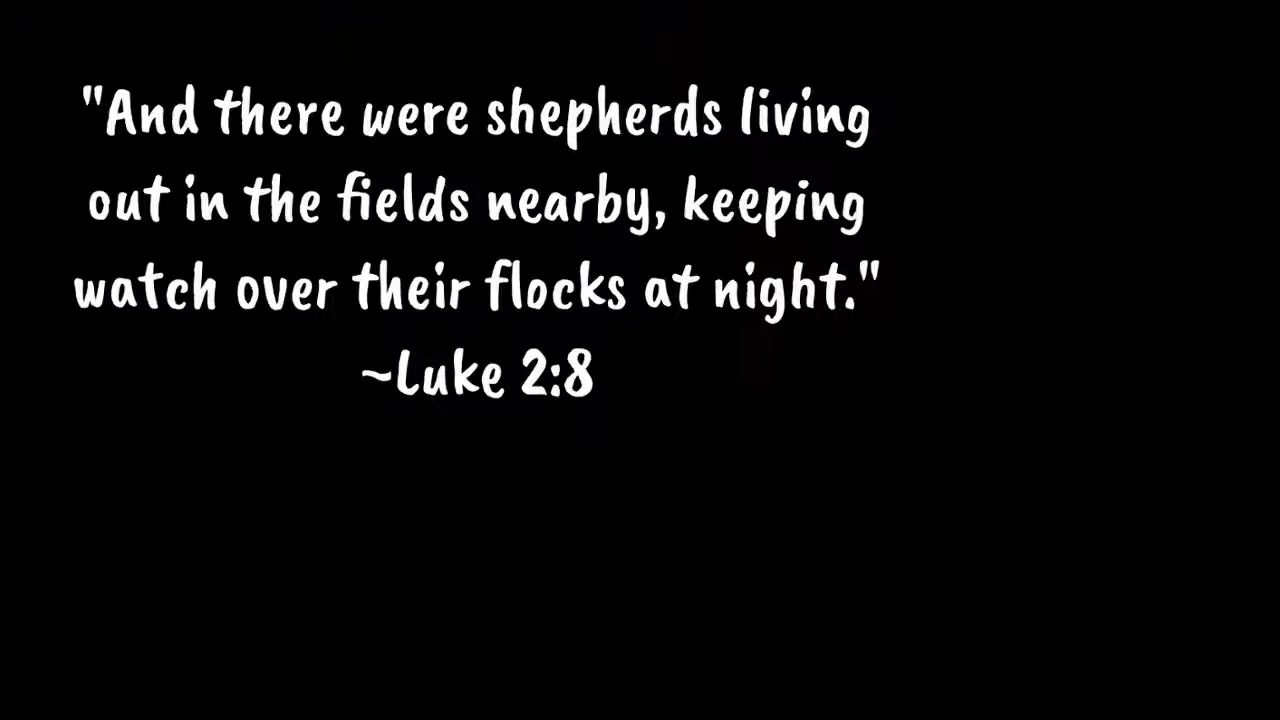 "And there were shepherds living
out in the fields nearby, keeping
watch over their flocks at night."
~Luke 2:8